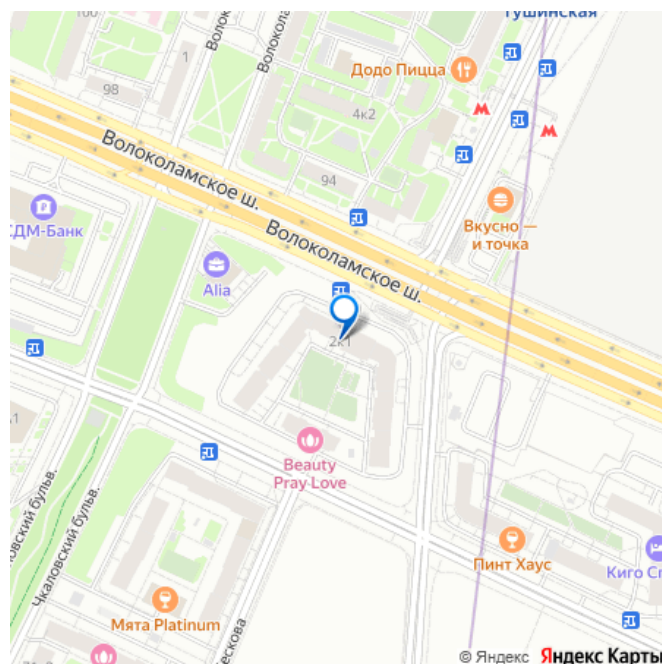 Тушинская
100
Додо Пицца
1
98
4к2
Волоколамское ш.
94
СДМ-Банк
Вкусно —
и точка
Волоколамское ш.
Alia
2к1
Beauty
Pray Love
Чкаловский бульв.
Пинт Хаус
Мята Platinum
© Яндекс Яндекс Карты